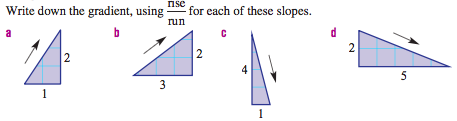 Write down the gradient, using rise/run for each of these slopes.
a b c d
2 1
2 3
4 1
2 5